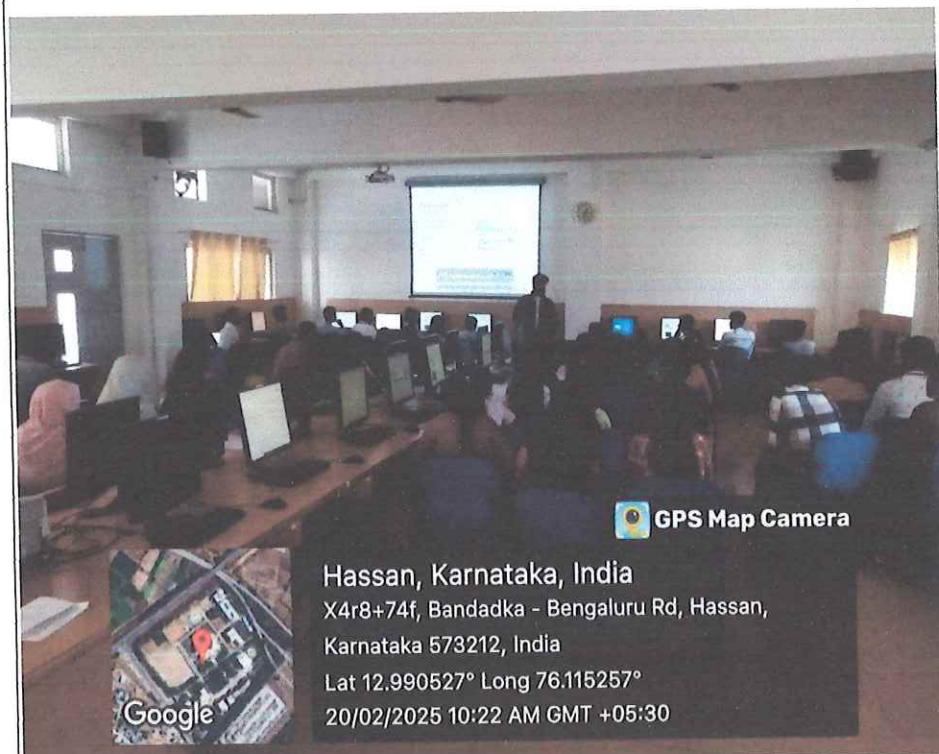 GPS Map Camera
Hassan, Karnataka, India
X4r8+74f, Bandadka - Bengaluru Rd, Hassan,
Karnataka 573212, India
Lat 12.990527° Long 76.115257°
20/02/2025 10:22 AM GMT +05:30
Google